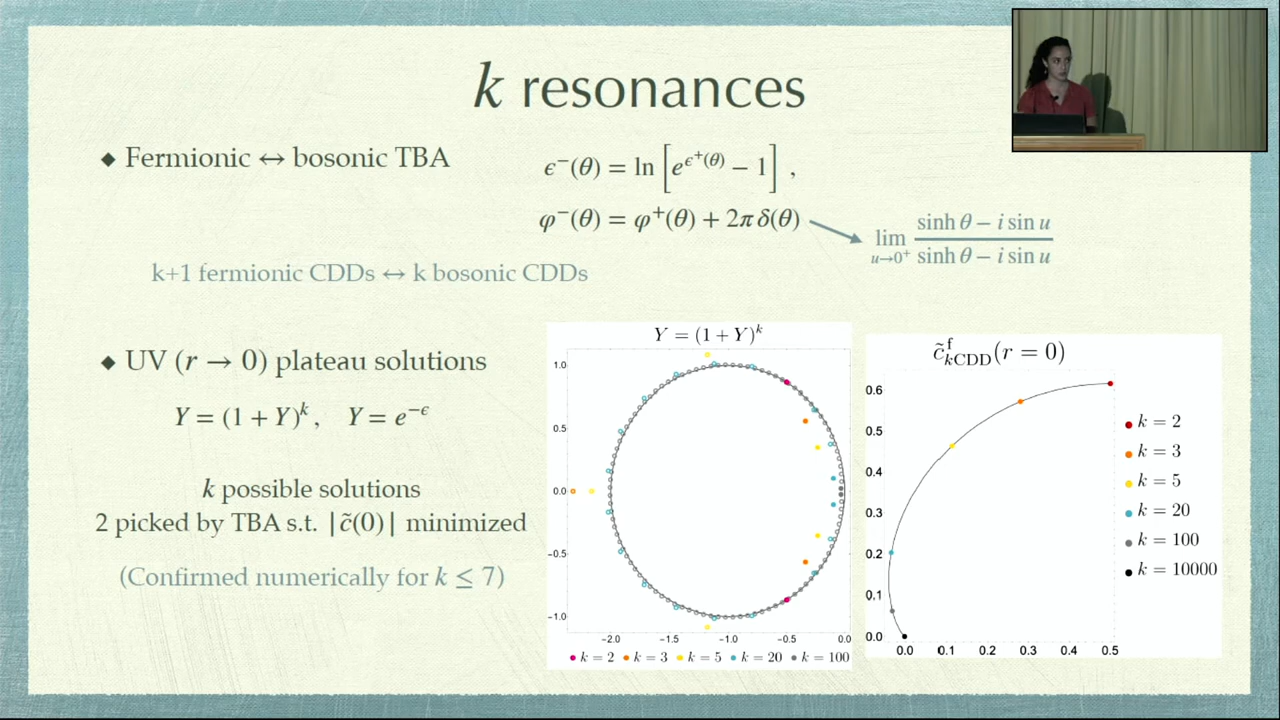 k resonances
◆ Fermionic ↔ bosonic TBA
ϵ⁻(θ) = ln [e^{ϵ⁺(θ)} − 1] ,
φ⁻(θ) = φ⁺(θ) + 2π δ(θ)
lim_{u→0⁺} (sinh θ − i sin u)/(sinh θ − i sin u)
k+1 fermionic CDDs ↔ k bosonic CDDs
◆ UV (r → 0) plateau solutions
Y = (1 + Y)^k , Y = e^{−ϵ}
k possible solutions
2 picked by TBA s.t. |c̃(0)| minimized
(Confirmed numerically for k ≤ 7)
Y = (1 + Y)^k
1.0
0.5
0.0
−0.5
−1.0
−2.0 −1.5 −1.0 −0.5 0.0
k = 2 k = 3 k = 5 k = 20 k = 100
c̃^f_{kCDD}(r = 0)
0.6
0.5
0.4
0.3
0.2
0.1
0.0
0.0 0.1 0.2 0.3 0.4 0.5
k = 2
k = 3
k = 5
k = 20
k = 100
k = 10000